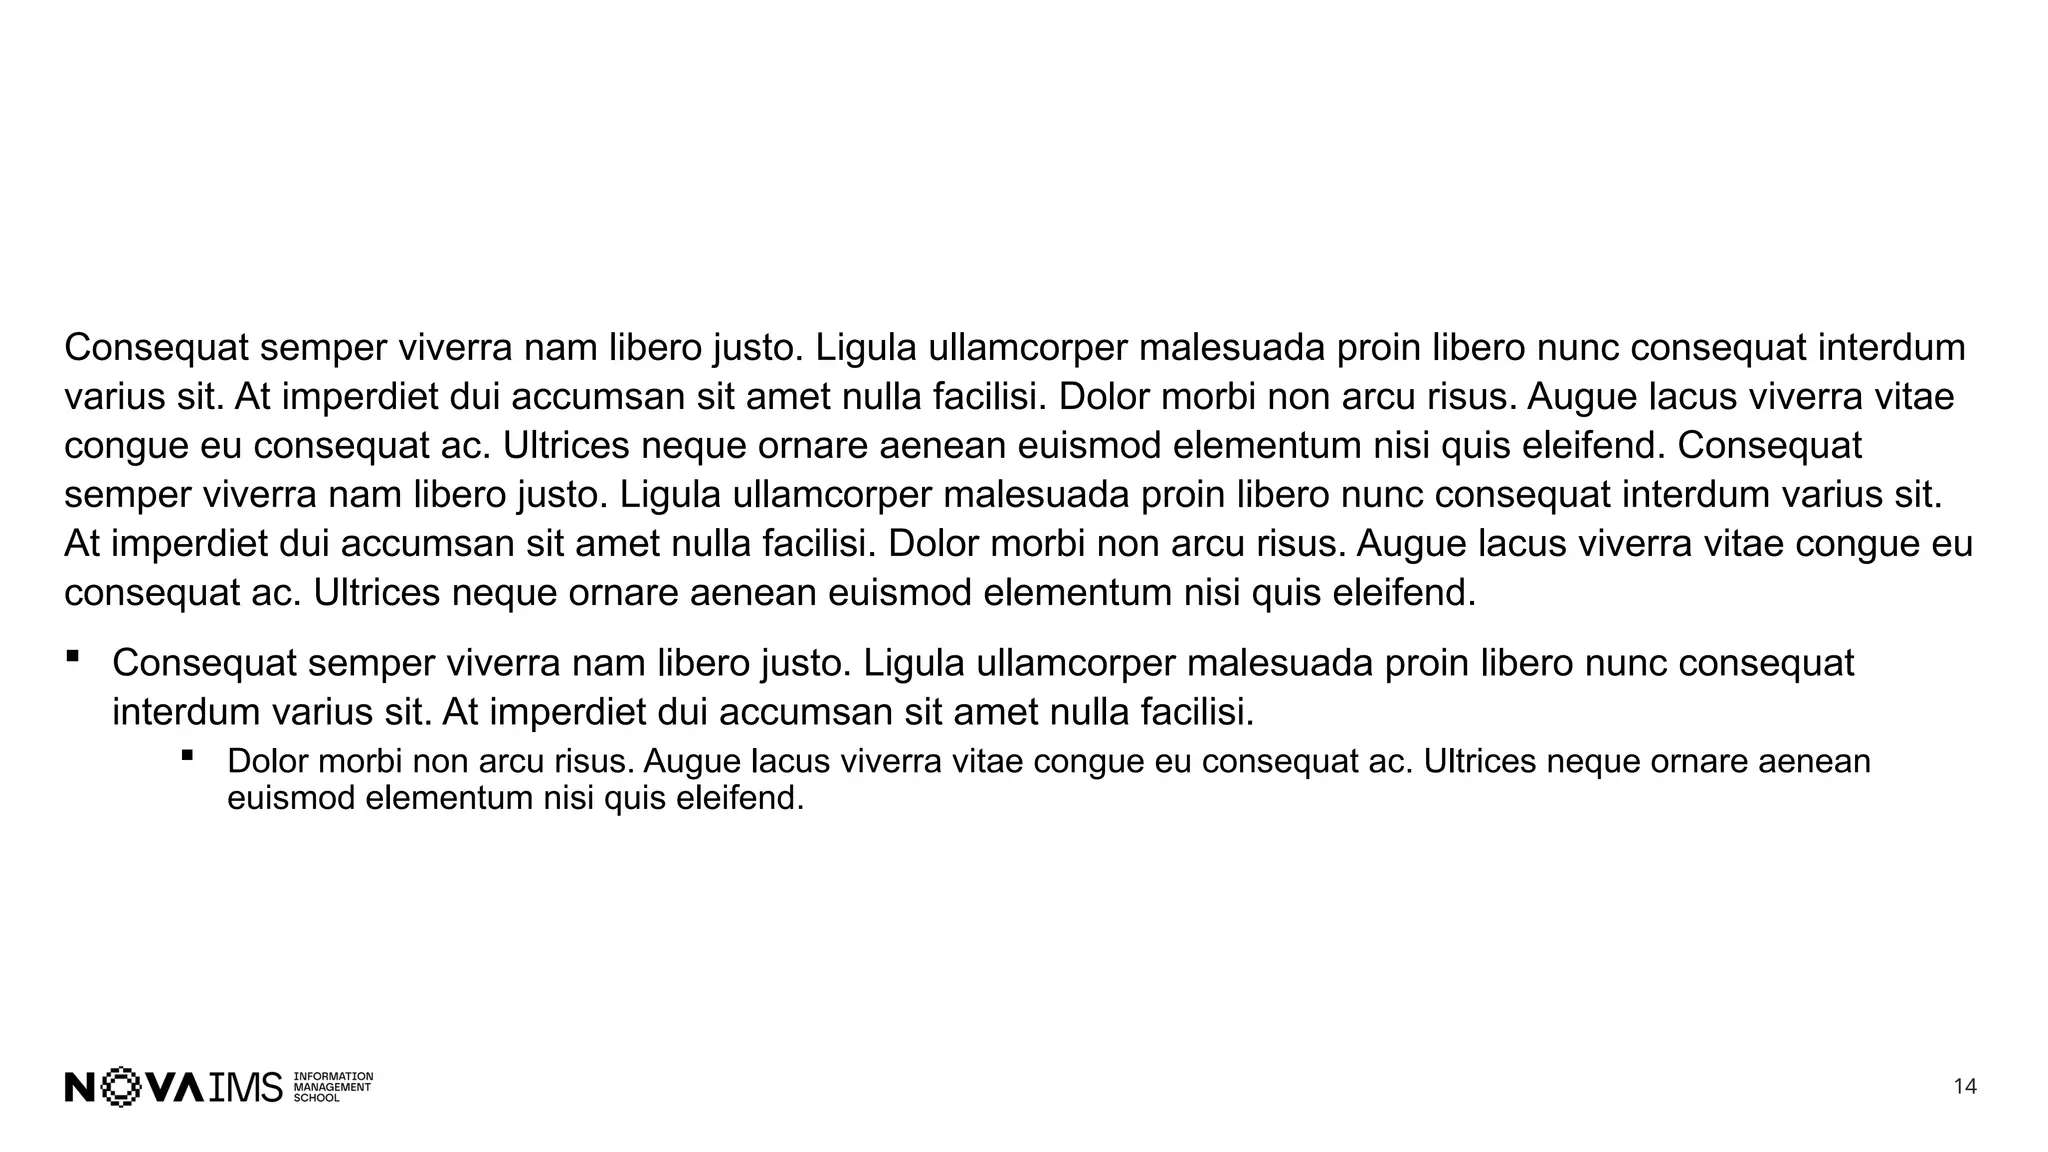 Consequat semper viverra nam libero justo. Ligula ullamcorper malesuada proin libero nunc consequat interdum
varius sit. At imperdiet dui accumsan sit amet nulla facilisi. Dolor morbi non arcu risus. Augue lacus viverra vitae
congue eu consequat ac. Ultrices neque ornare aenean euismod elementum nisi quis eleifend. Consequat
semper viverra nam libero justo. Ligula ullamcorper malesuada proin libero nunc consequat interdum varius sit.
At imperdiet dui accumsan sit amet nulla facilisi. Dolor morbi non arcu risus. Augue lacus viverra vitae congue eu
consequat ac. Ultrices neque ornare aenean euismod elementum nisi quis eleifend.
▪ Consequat semper viverra nam libero justo. Ligula ullamcorper malesuada proin libero nunc consequat
interdum varius sit. At imperdiet dui accumsan sit amet nulla facilisi.
▪ Dolor morbi non arcu risus. Augue lacus viverra vitae congue eu consequat ac. Ultrices neque ornare aenean
euismod elementum nisi quis eleifend.
NOVA IMS
INFORMATION
MANAGEMENT
SCHOOL
14